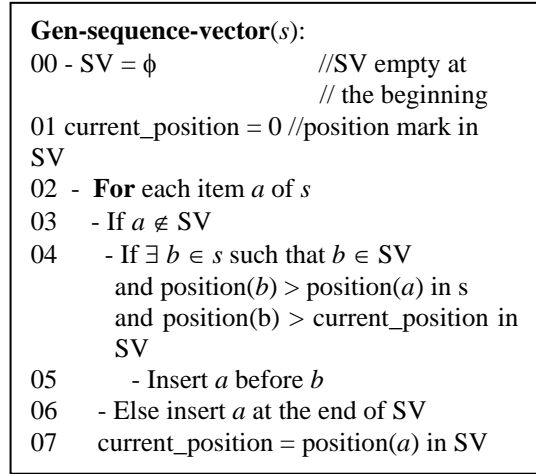 Gen-sequence-vector(s):
00 - SV = ϕ //SV empty at
// the beginning
01 current_position = 0 //position mark in
SV
02 - For each item a of s
03 - If a ∉ SV
04 - If ∃ b ∈ s such that b ∈ SV
and position(b) > position(a) in s
and position(b) > current_position in
SV
05 - Insert a before b
06 - Else insert a at the end of SV
07 current_position = position(a) in SV